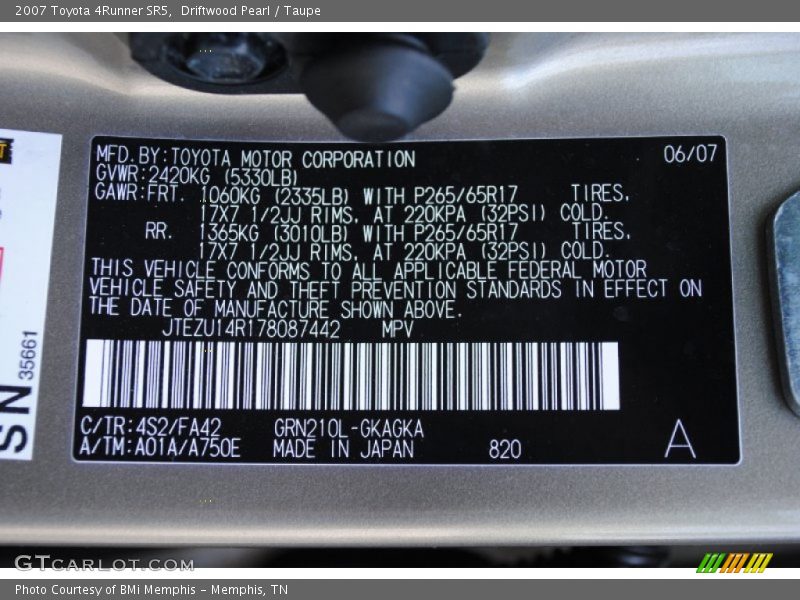 2007 Toyota 4Runner SR5, Driftwood Pearl / Taupe
MFD. BY: TOYOTA MOTOR CORPORATION 06/07
GVWR: 2420KG (5330LB)
GAWR: FRT. 1060KG (2335LB) WITH P265/65R17 TIRES.
17X7 1/2JJ RIMS. AT 220KPA (32PSI) COLD.
RR. 1365KG (3010LB) WITH P265/65R17 TIRES.
17X7 1/2JJ RIMS. AT 220KPA (32PSI) COLD.
THIS VEHICLE CONFORMS TO ALL APPLICABLE FEDERAL MOTOR
VEHICLE SAFETY AND THEFT PREVENTION STANDARDS IN EFFECT ON
THE DATE OF MANUFACTURE SHOWN ABOVE.
JTEZU14R178087442 MPV
C/TR: 4S2/FA42 GRN210L-GKAGKA
A/TM: A01A/A750E MADE IN JAPAN 820 A
SN 35661
GTCARLOT.COM
Photo Courtesy of BMi Memphis – Memphis, TN